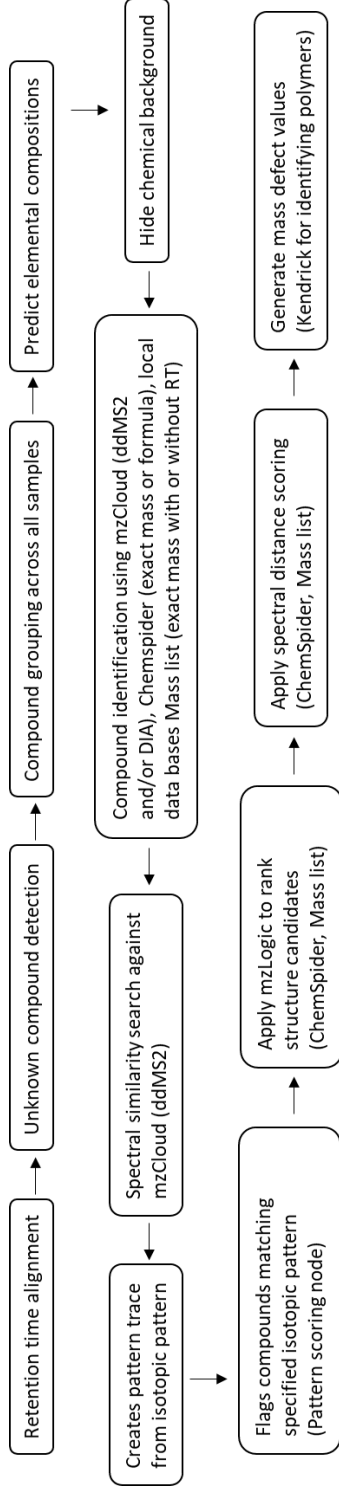 Retention time alignment
Unknown compound detection
Compound grouping across all samples
Predict elemental compositions
Hide chemical background
Compound identification using mzCloud (ddMS2
and/or DIA), Chemspider (exact mass or formula), local
data bases Mass list (exact mass with or without RT)
Spectral similarity search against
mzCloud (ddMS2)
Creates pattern trace
from isotopic pattern
Flags compounds matching
specified isotopic pattern
(Pattern scoring node)
Apply mzLogic to rank
structure candidates
(ChemSpider, Mass list)
Apply spectral distance scoring
(ChemSpider, Mass list)
Generate mass defect values
(Kendrick for identifying polymers)